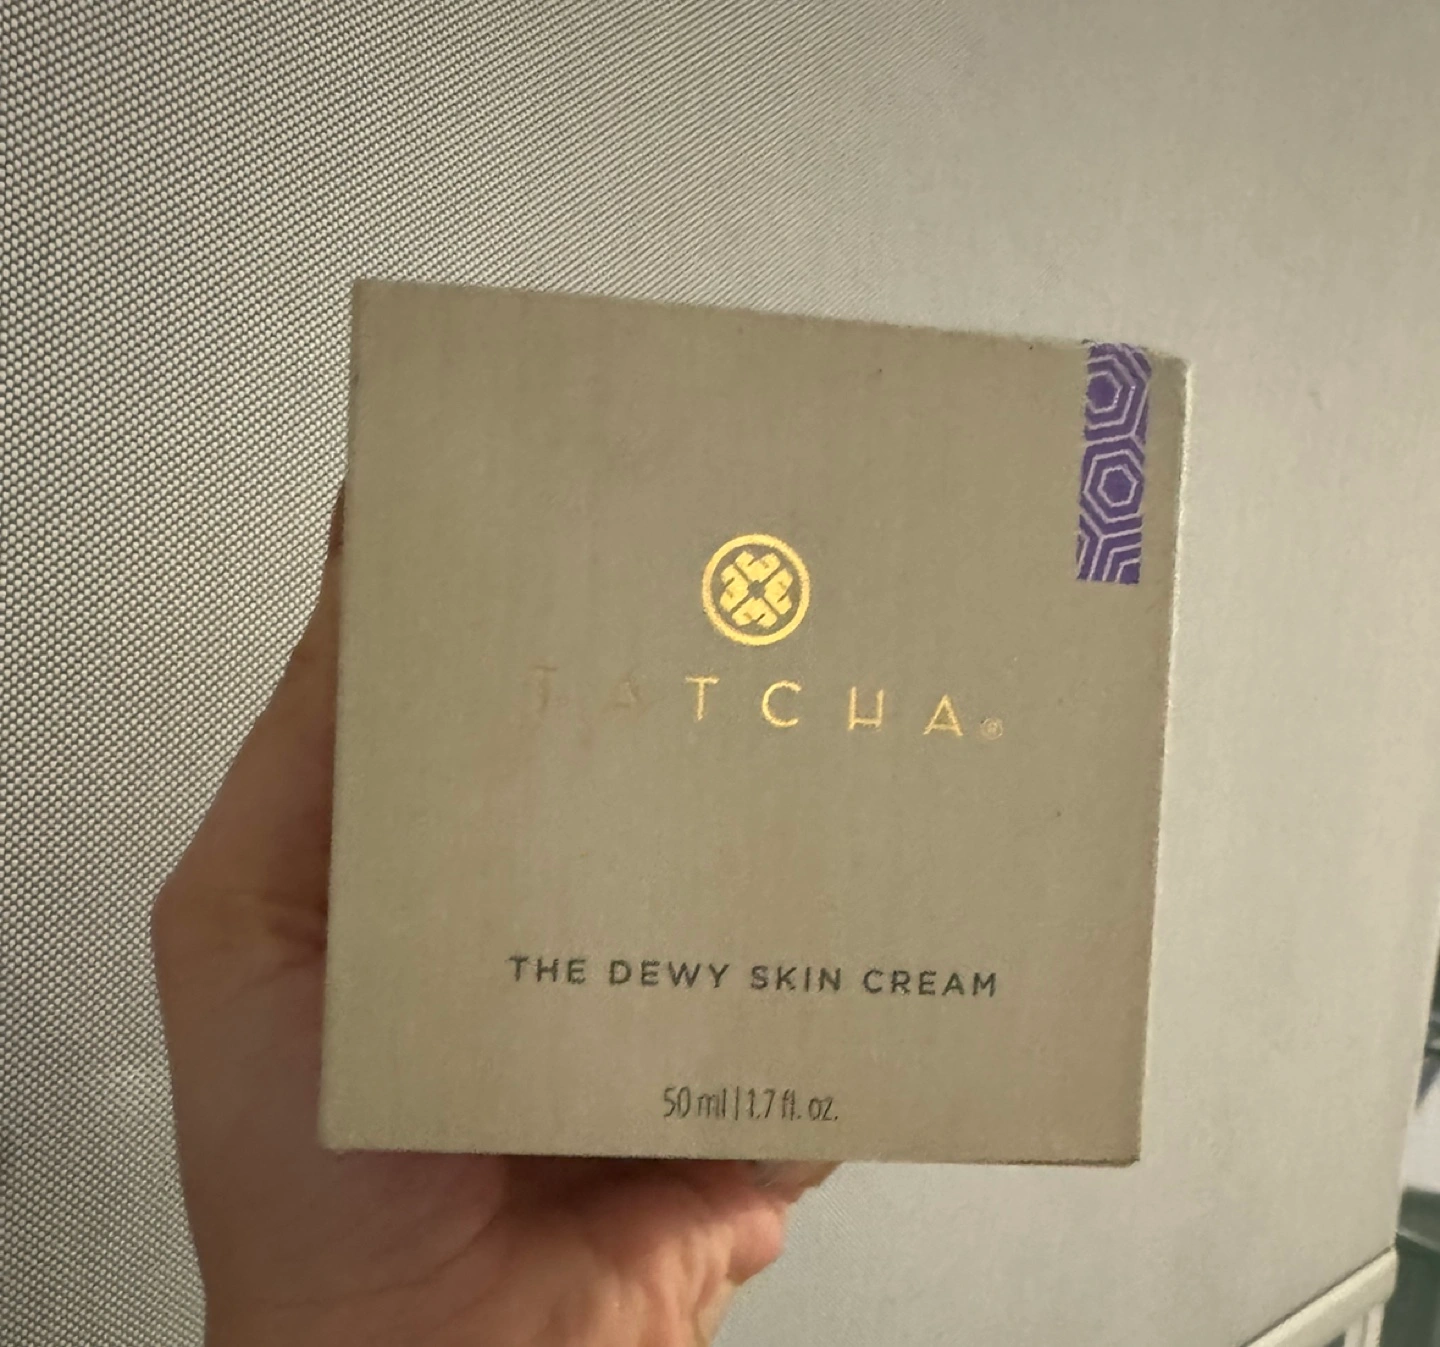 TATCHA®
THE DEWY SKIN CREAM
50 ml | 1.7 fl. oz.